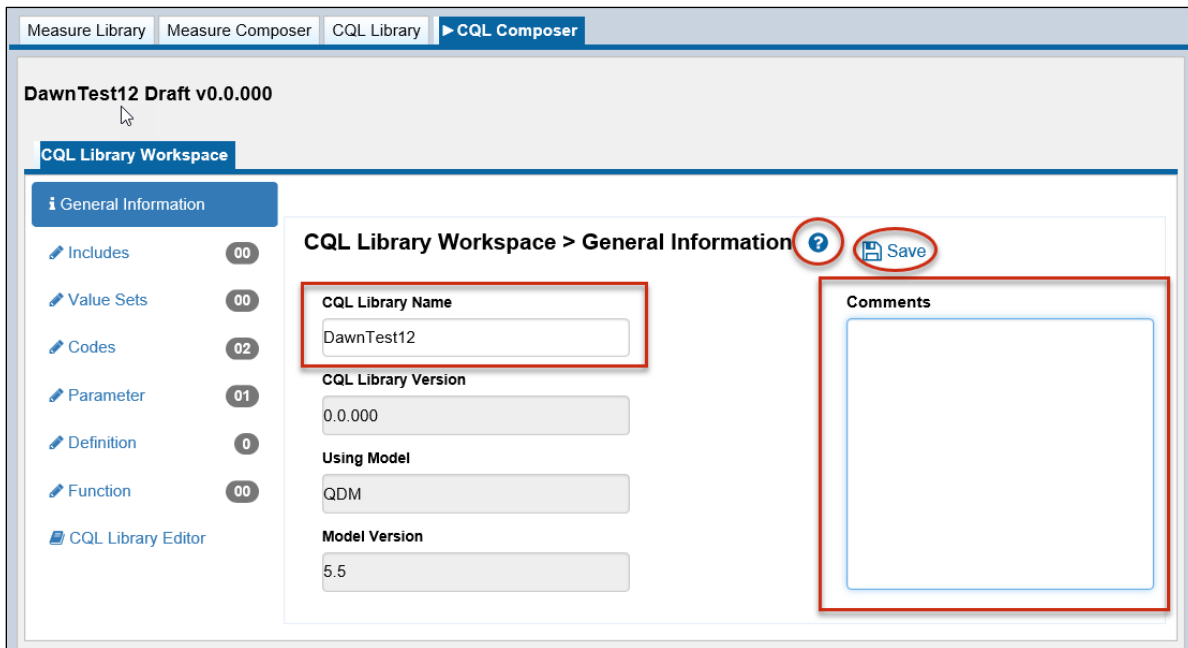 Measure Library Measure Composer CQL Library ▶CQL Composer
DawnTest12 Draft v0.0.000
CQL Library Workspace
i General Information
Includes 00
Value Sets 00
Codes 02
Parameter 01
Definition 0
Function 00
CQL Library Editor
CQL Library Workspace > General Information ? Save
CQL Library Name
DawnTest12
CQL Library Version
0.0.000
Using Model
QDM
Model Version
5.5
Comments